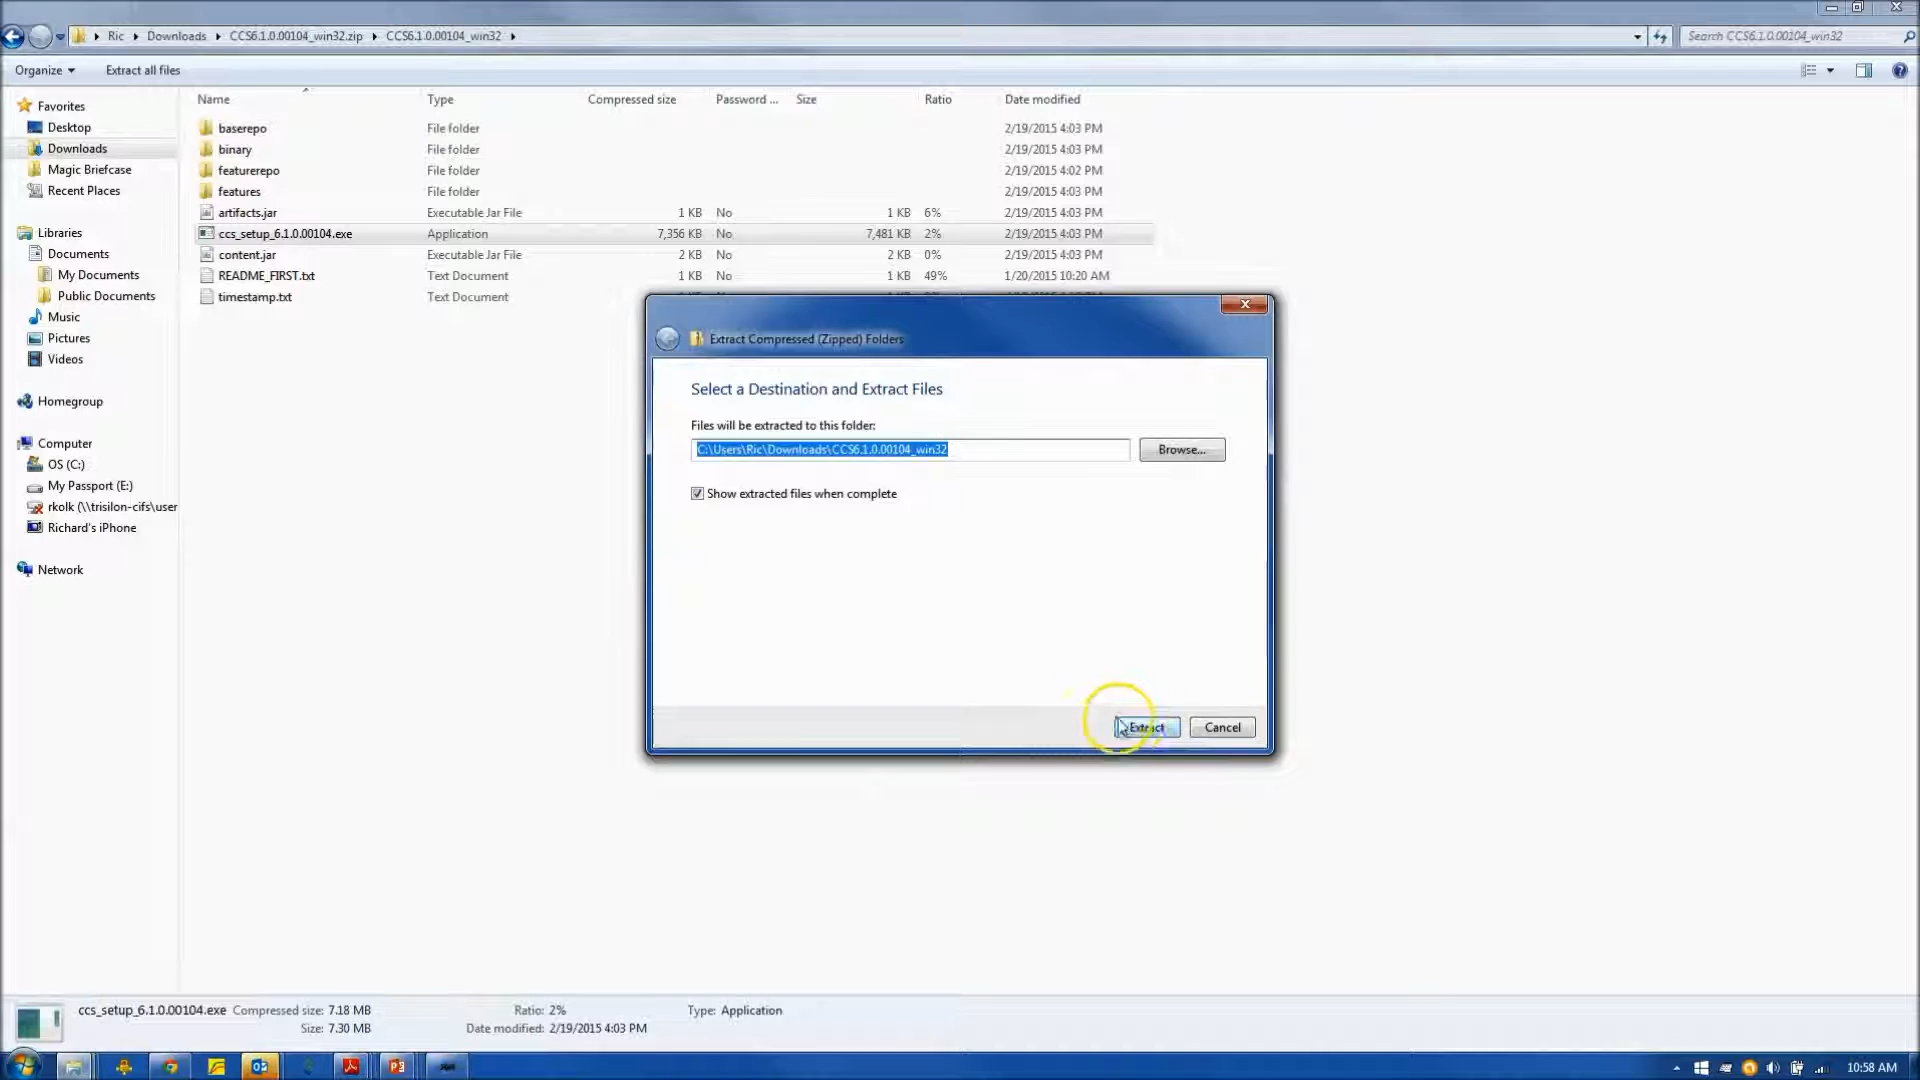 Ric Downloads CCS6.1.0.00104_win32.zip CCS6.1.0.00104_win32
Search CCS6.1.0.00104_win32
Organize Extract all files
Favorites
Desktop
Downloads
Magic Briefcase
Recent Places
Libraries
Documents
My Documents
Public Documents
Music
Pictures
Videos
Homegroup
Computer
OS (C:)
My Passport (E:)
rkolk (\\trisilon-cifs\user
Richard's iPhone
Network
Name Type Compressed size Password ... Size Ratio Date modified
baserepo File folder 2/19/2015 4:03 PM
binary File folder 2/19/2015 4:03 PM
featurerepo File folder 2/19/2015 4:02 PM
features File folder 2/19/2015 4:03 PM
artifacts.jar Executable Jar File 1 KB No 1 KB 6% 2/19/2015 4:03 PM
ccs_setup_6.1.0.00104.exe Application 7,356 KB No 7,481 KB 2% 2/19/2015 4:03 PM
content.jar Executable Jar File 2 KB No 2 KB 0% 2/19/2015 4:03 PM
README_FIRST.txt Text Document 1 KB No 1 KB 49% 1/20/2015 10:20 AM
timestamp.txt Text Document
Extract Compressed (Zipped) Folders
Select a Destination and Extract Files
Files will be extracted to this folder:
C:\Users\Ric\Downloads\CCS6.1.0.00104_win32
Browse...
Show extracted files when complete
Extract Cancel
ccs_setup_6.1.0.00104.exe Compressed size: 7.18 MB Ratio: 2% Type: Application
Size: 7.30 MB Date modified: 2/19/2015 4:03 PM
10:58 AM